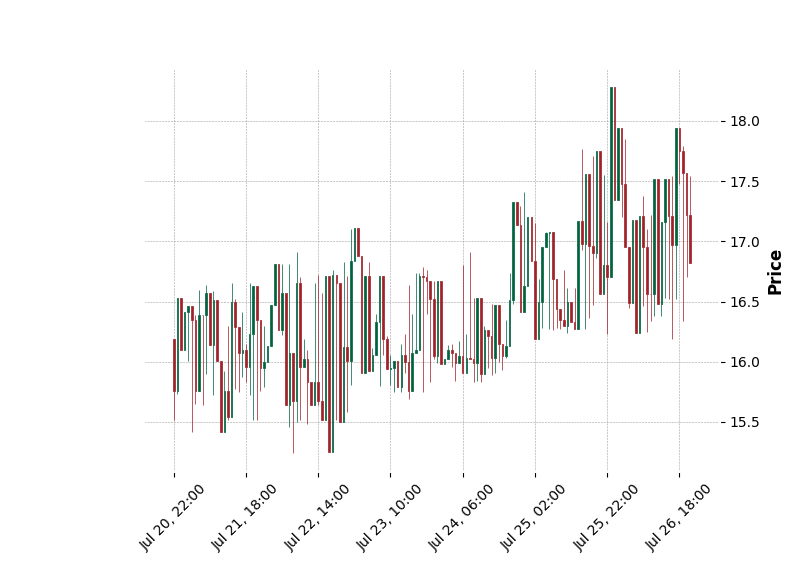 18.0
17.5
17.0
16.5
16.0
15.5
Price
Jul 20, 22:00
Jul 21, 18:00
Jul 22, 14:00
Jul 23, 10:00
Jul 24, 06:00
Jul 25, 02:00
Jul 25, 22:00
Jul 26, 18:00